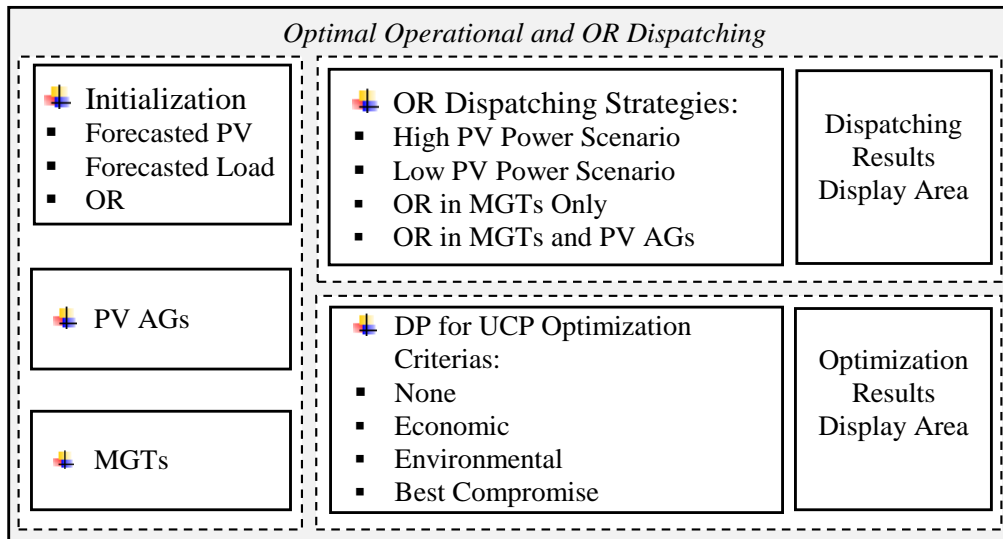 Optimal Operational and OR Dispatching
Initialization
▪ Forecasted PV
▪ Forecasted Load
▪ OR
PV AGs
MGTs
OR Dispatching Strategies:
▪ High PV Power Scenario
▪ Low PV Power Scenario
▪ OR in MGTs Only
▪ OR in MGTs and PV AGs
Dispatching
Results
Display Area
DP for UCP Optimization
Criterias:
▪ None
▪ Economic
▪ Environmental
▪ Best Compromise
Optimization
Results
Display Area